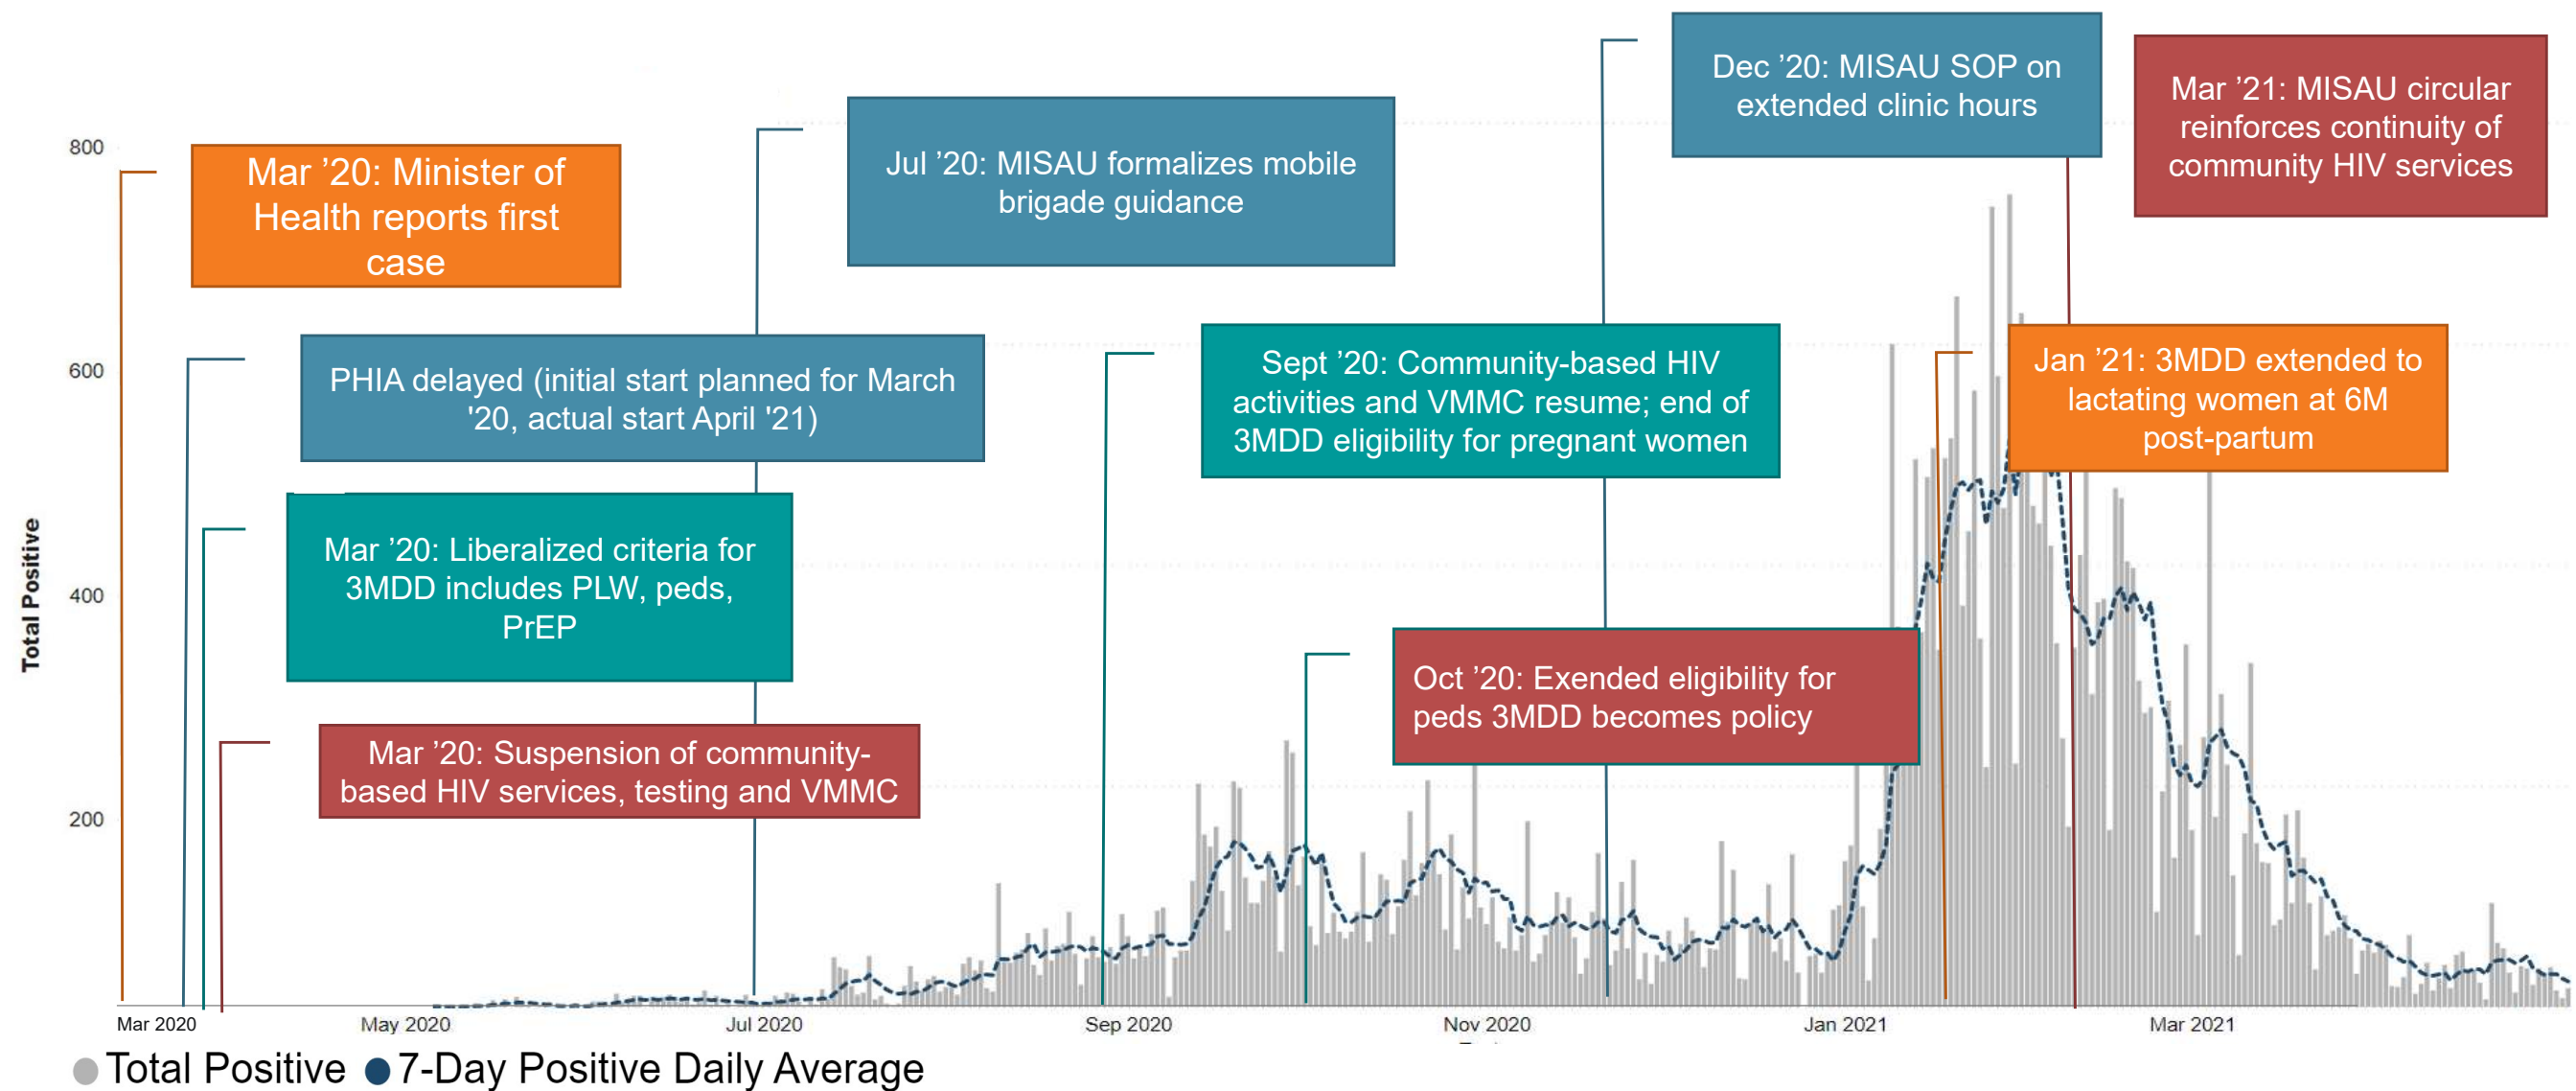 Dec ’20: MISAU SOP on
extended clinic hours
Mar ’21: MISAU circular
reinforces continuity of
community HIV services
Jul ’20: MISAU formalizes mobile
brigade guidance
Mar ’20: Minister of
Health reports first
case
800
PHIA delayed (initial start planned for March
'20, actual start April '21)
Sept ’20: Community-based HIV
activities and VMMC resume; end of
3MDD eligibility for pregnant women
Jan ’21: 3MDD extended to
lactating women at 6M
post-partum
600
Mar ’20: Liberalized criteria for
3MDD includes PLW, peds,
PrEP
Total Positive
400
Oct ’20: Exended eligibility for
peds 3MDD becomes policy
Mar ’20: Suspension of community-
based HIV services, testing and VMMC
200
Mar 2020 May 2020 Jul 2020 Sep 2020 Nov 2020 Jan 2021 Mar 2021
Total Positive 7-Day Positive Daily Average